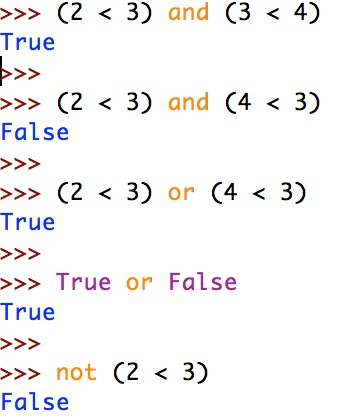 >>> (2 < 3) and (3 < 4)
True
>>>
>>> (2 < 3) and (4 < 3)
False
>>>
>>> (2 < 3) or (4 < 3)
True
>>>
>>> True or False
True
>>>
>>> not (2 < 3)
False